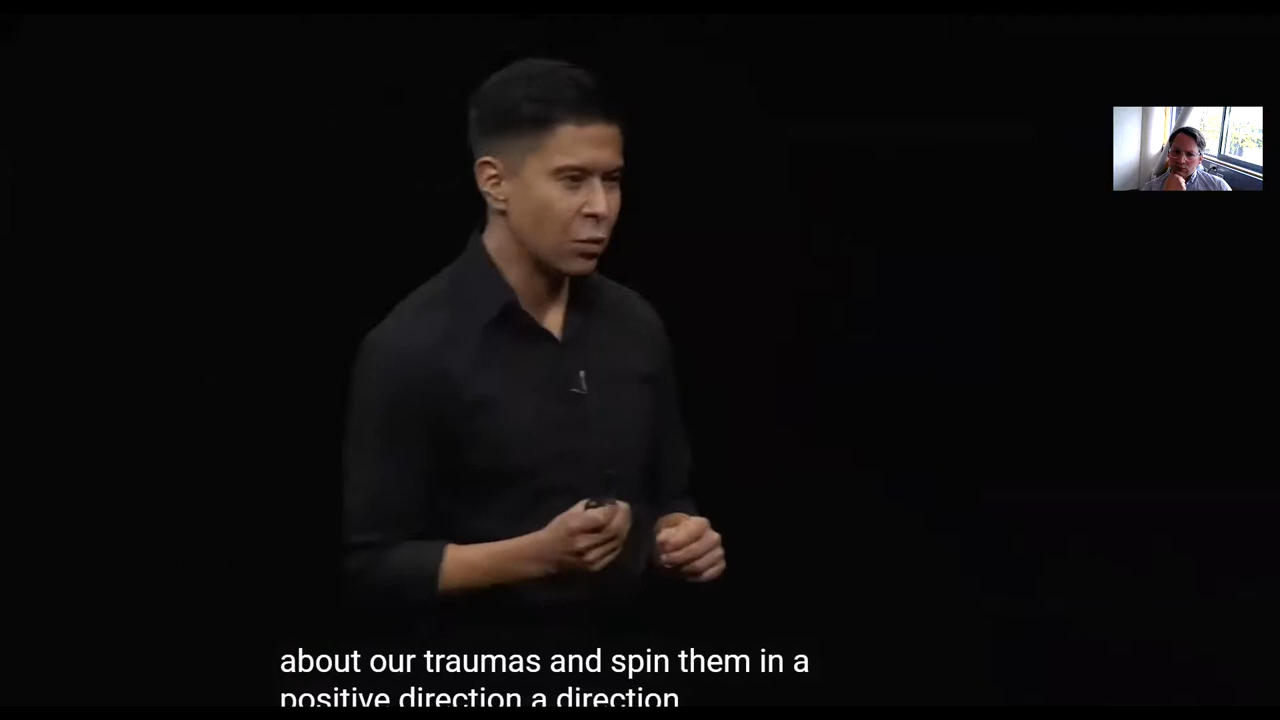 about our traumas and spin them in a
positive direction a direction